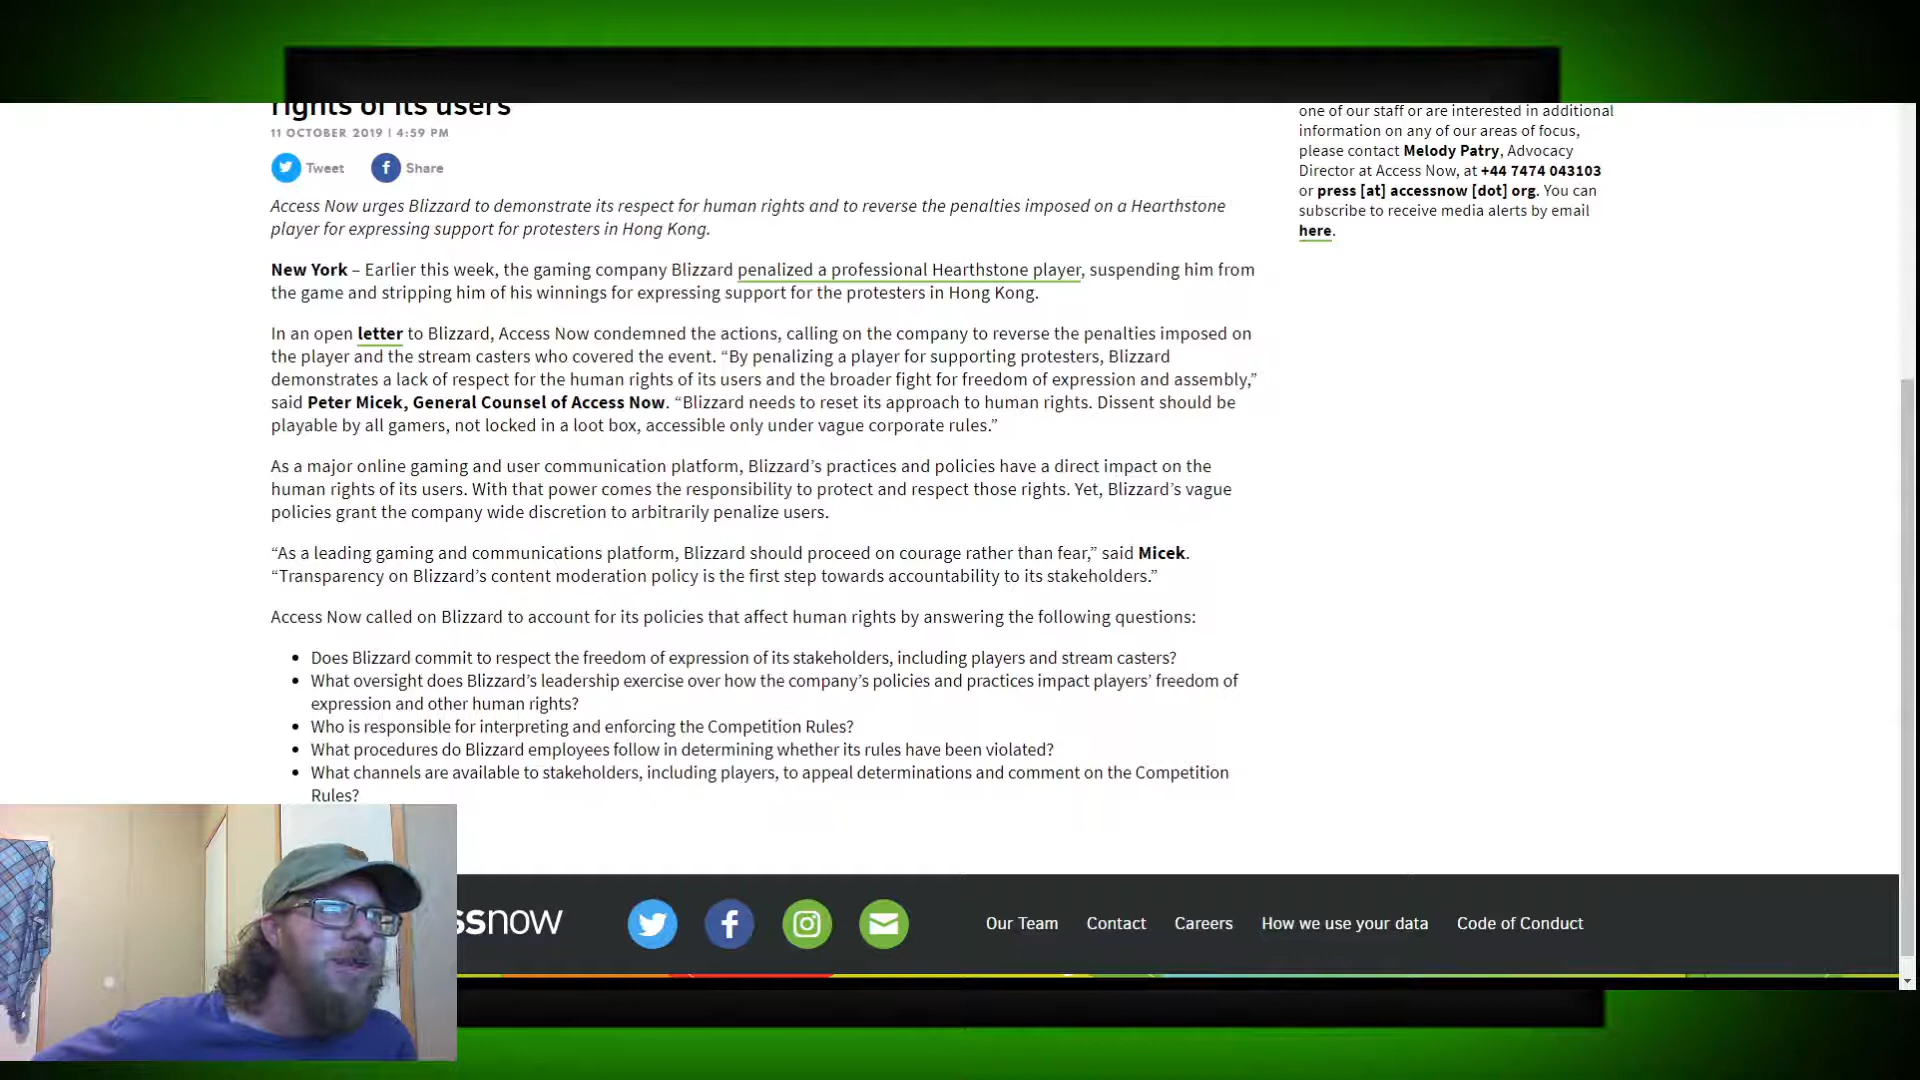 rights of its users
11 OCTOBER 2019 | 4:59 PM
Tweet
Share
Access Now urges Blizzard to demonstrate its respect for human rights and to reverse the penalties imposed on a Hearthstone
player for expressing support for protesters in Hong Kong.
New York – Earlier this week, the gaming company Blizzard penalized a professional Hearthstone player, suspending him from
the game and stripping him of his winnings for expressing support for the protesters in Hong Kong.
In an open letter to Blizzard, Access Now condemned the actions, calling on the company to reverse the penalties imposed on
the player and the stream casters who covered the event. “By penalizing a player for supporting protesters, Blizzard
demonstrates a lack of respect for the human rights of its users and the broader fight for freedom of expression and assembly,”
said Peter Micek, General Counsel of Access Now. “Blizzard needs to reset its approach to human rights. Dissent should be
playable by all gamers, not locked in a loot box, accessible only under vague corporate rules.”
As a major online gaming and user communication platform, Blizzard’s practices and policies have a direct impact on the
human rights of its users. With that power comes the responsibility to protect and respect those rights. Yet, Blizzard’s vague
policies grant the company wide discretion to arbitrarily penalize users.
“As a leading gaming and communications platform, Blizzard should proceed on courage rather than fear,” said Micek.
“Transparency on Blizzard’s content moderation policy is the first step towards accountability to its stakeholders.”
Access Now called on Blizzard to account for its policies that affect human rights by answering the following questions:
Does Blizzard commit to respect the freedom of expression of its stakeholders, including players and stream casters?
What oversight does Blizzard’s leadership exercise over how the company’s policies and practices impact players’ freedom of
expression and other human rights?
Who is responsible for interpreting and enforcing the Competition Rules?
What procedures do Blizzard employees follow in determining whether its rules have been violated?
What channels are available to stakeholders, including players, to appeal determinations and comment on the Competition
Rules?
one of our staff or are interested in additional
information on any of our areas of focus,
please contact Melody Patry, Advocacy
Director at Access Now, at +44 7474 043103
or press [at] accessnow [dot] org. You can
subscribe to receive media alerts by email
here.
ssnow
Our Team
Contact
Careers
How we use your data
Code of Conduct